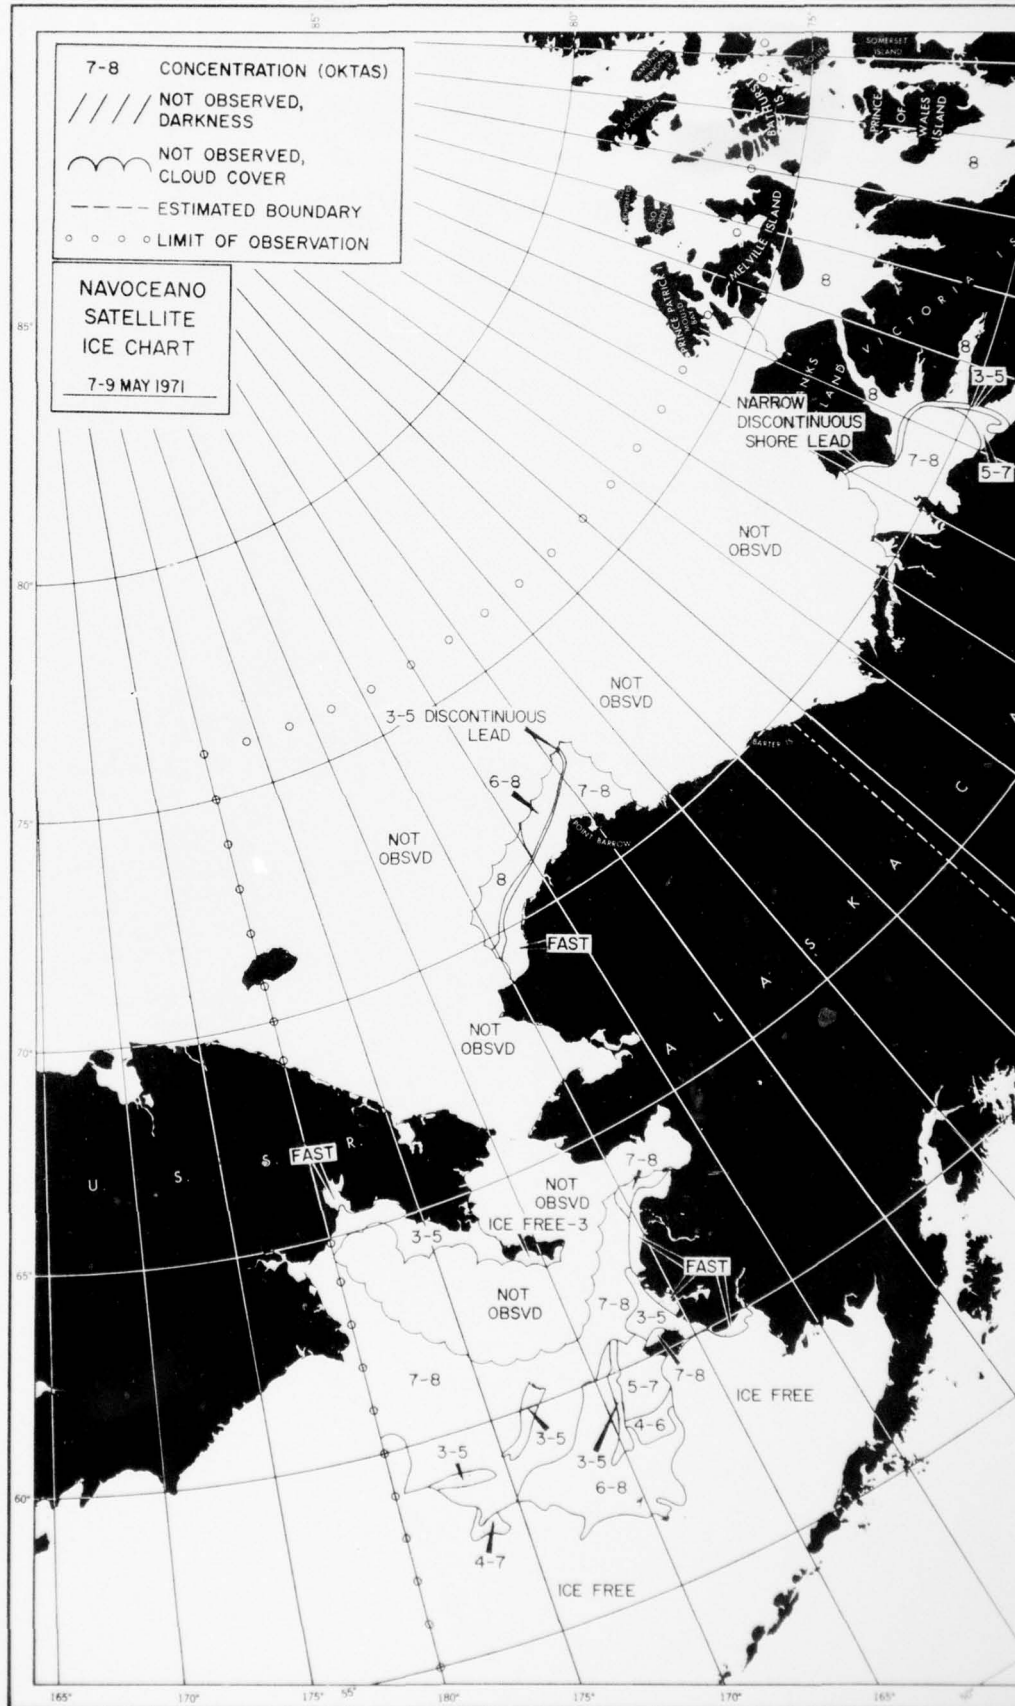 85°
80°
75°
7-8 CONCENTRATION (OKTAS)
NOT OBSERVED,
DARKNESS
NOT OBSERVED,
CLOUD COVER
ESTIMATED BOUNDARY
LIMIT OF OBSERVATION
NAVOCEANO
SATELLITE
ICE CHART
7-9 MAY 1971
SOMERSET
ISLAND
BATHURST
IS
PRINCE
OF
WALES
ISLAND
8
8
MELVILLE ISLAND
PRINCE PATRICK
8
VICTORIA IS
85°
8
3-5
8
NARROW
DISCONTINUOUS
SHORE LEAD
7-8
5-7
NOT
OBSVD
80°
NOT
OBSVD
3-5 DISCONTINUOUS
LEAD
BARTER IS.
6-8
7-8
75°
POINT BARROW
NOT
OBSVD
8
C
A
FAST
ALASKA
NOT
OBSVD
70°
U. S. S. R.
FAST
7-8
NOT
OBSVD
ICE FREE-3
3-5
FAST
65°
NOT
OBSVD
7-8
3-5
7-8
7-8
5-7
ICE FREE
4-6
3-5
3-5
3-5
6-8
60°
4-7
ICE FREE
165°
170°
55°
180°
175°
170°
165°